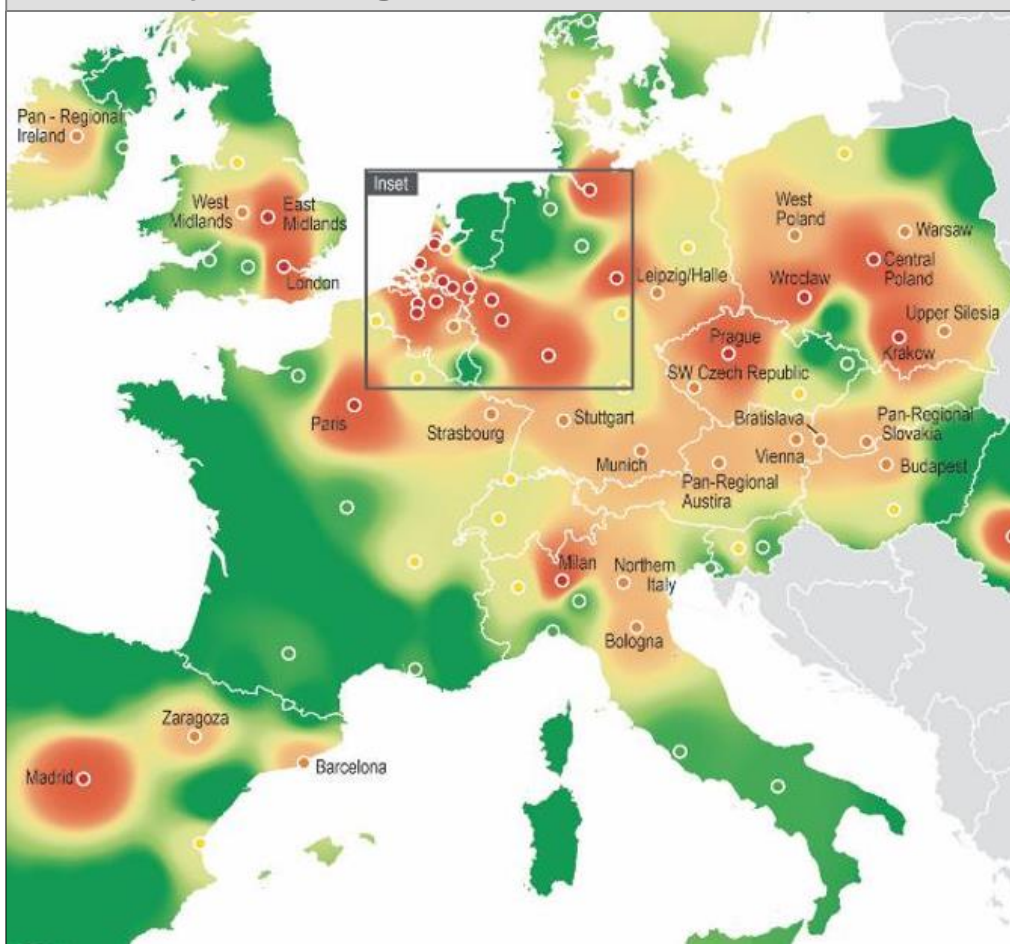 Pan - Regional
Ireland
Inset
West
Midlands
East
Midlands
London
West
Poland
Warsaw
Central
Poland
Leipzig/Halle
Wroclaw
Upper Silesia
Prague
Krakow
SW Czech Republic
Paris
Strasbourg
Stuttgart
Bratislava
Pan-Regional
Slovakia
Munich
Vienna
Budapest
Pan-Regional
Austira
Milan
Northern
Italy
Bologna
Zaragoza
Madrid
Barcelona